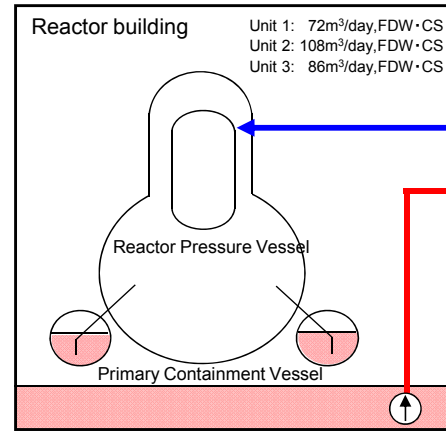 Reactor building
Unit 1: 72m³/day,FDW・CS
Unit 2: 108m³/day,FDW・CS
Unit 3: 86m³/day,FDW・CS
Reactor Pressure Vessel
Primary Containment Vessel